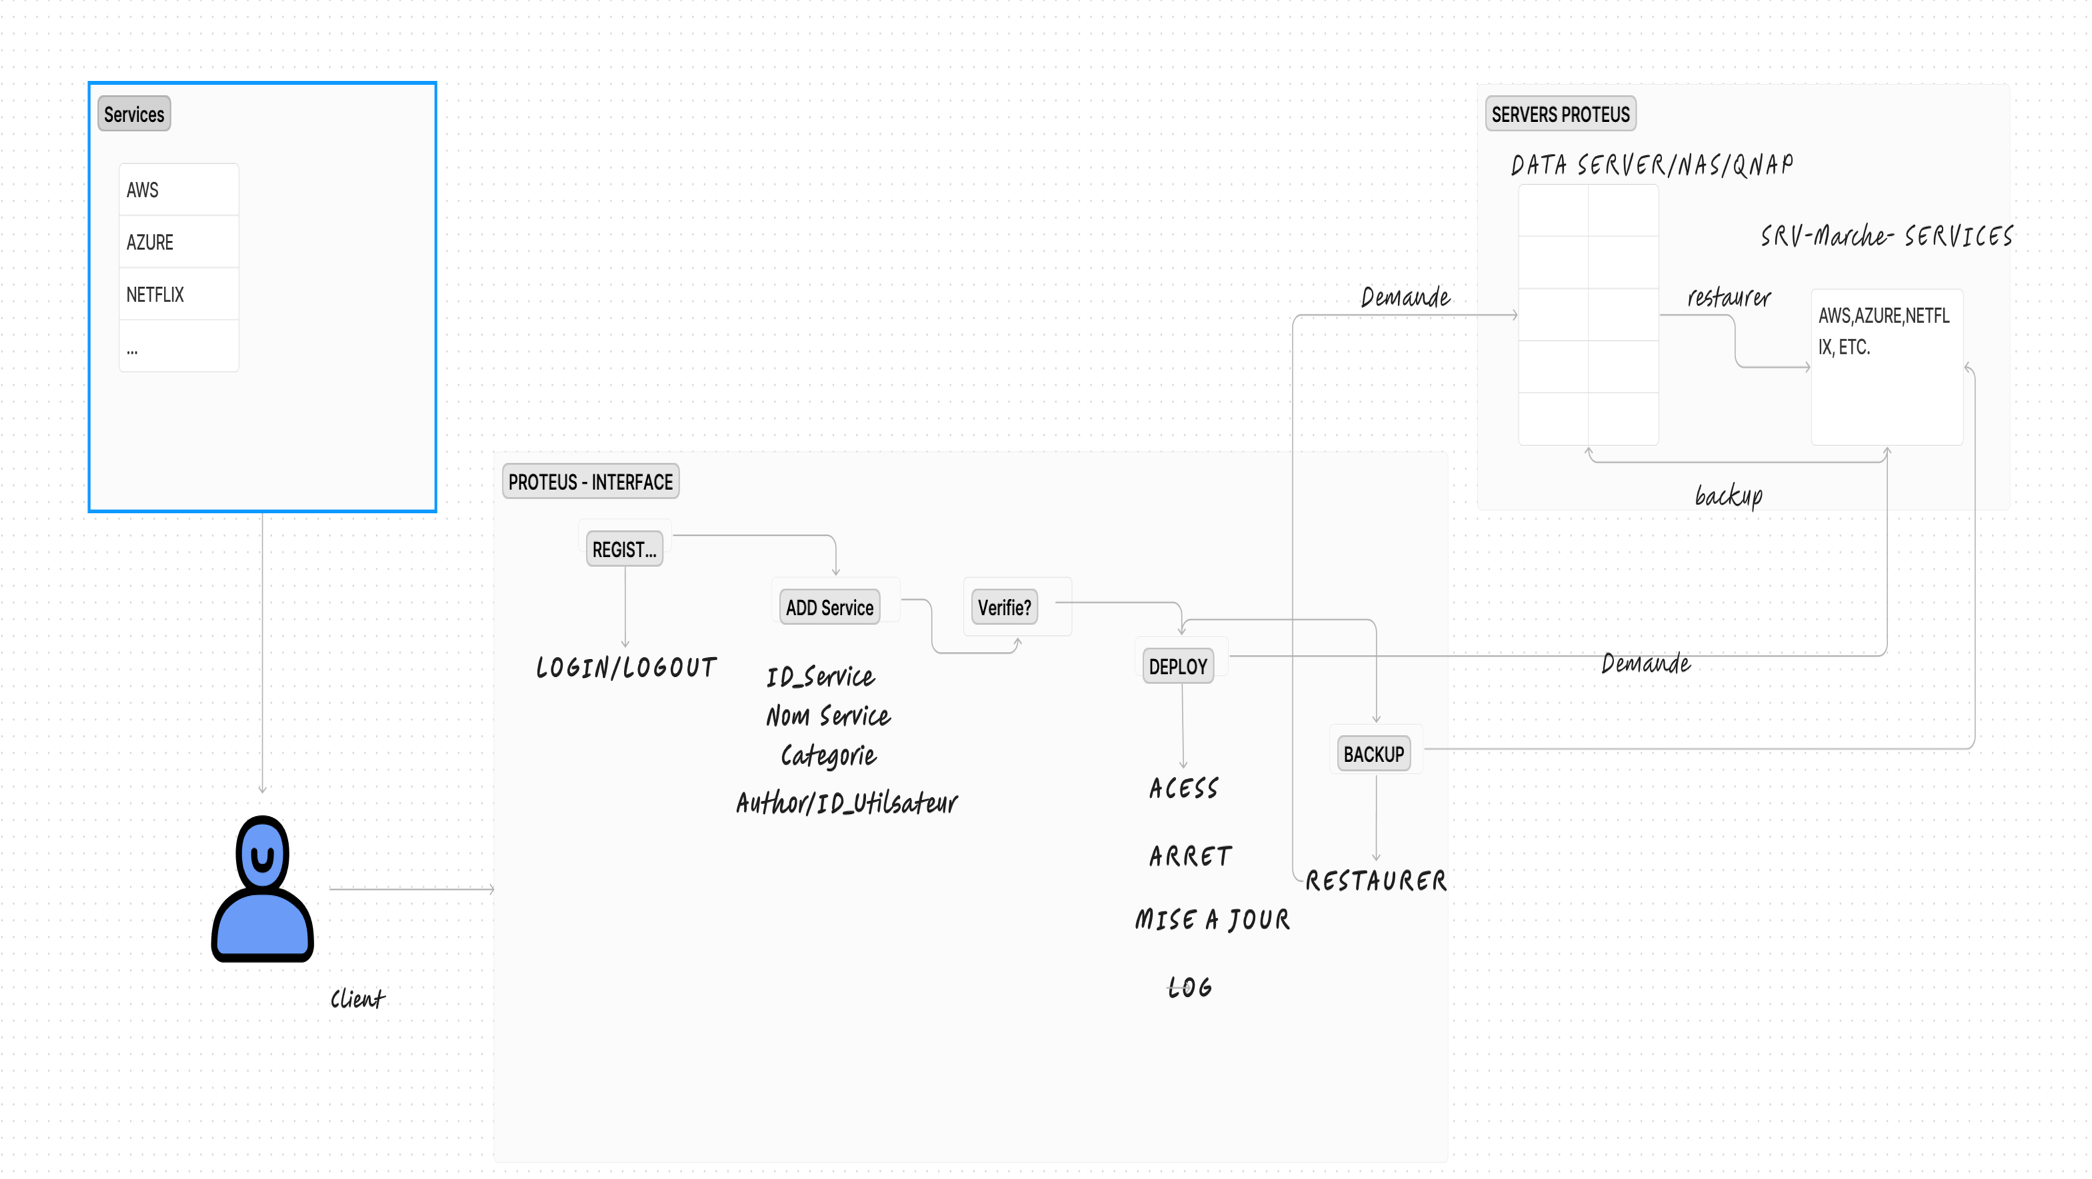 Services
AWS
AZURE
NETFLIX
...
Client
PROTEUS - INTERFACE
REGIST...
LOGIN/LOGOUT
ADD Service
ID_Service
Nom Service
Categorie
Author/ID_Utilsateur
Verifie?
DEPLOY
ACESS
ARRET
MISE A JOUR
LOG
BACKUP
RESTAURER
Demande
Demande
SERVERS PROTEUS
DATA SERVER/NAS/QNAP
SRV-Marche- SERVICES
restaurer
AWS,AZURE,NETFL
IX, ETC.
backup